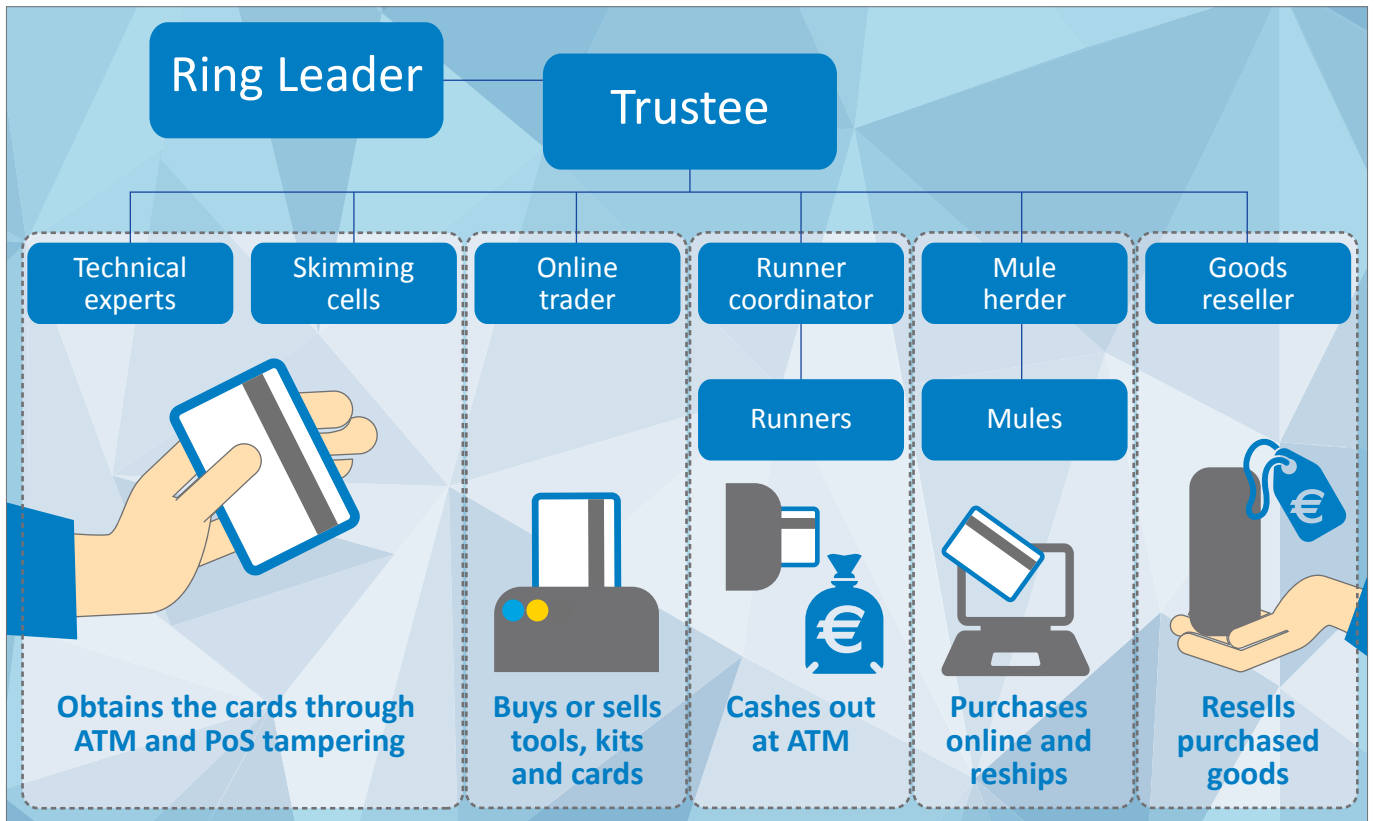 Ring Leader
Trustee
Technical
experts
Skimming
cells
Online
trader
Runner
coordinator
Mule
herder
Goods
reseller
Runners
Mules
€
€
Obtains the cards through
ATM and PoS tampering
Buys or sells
tools, kits
and cards
Cashes out
at ATM
Purchases
online and
reships
Resells
purchased
goods